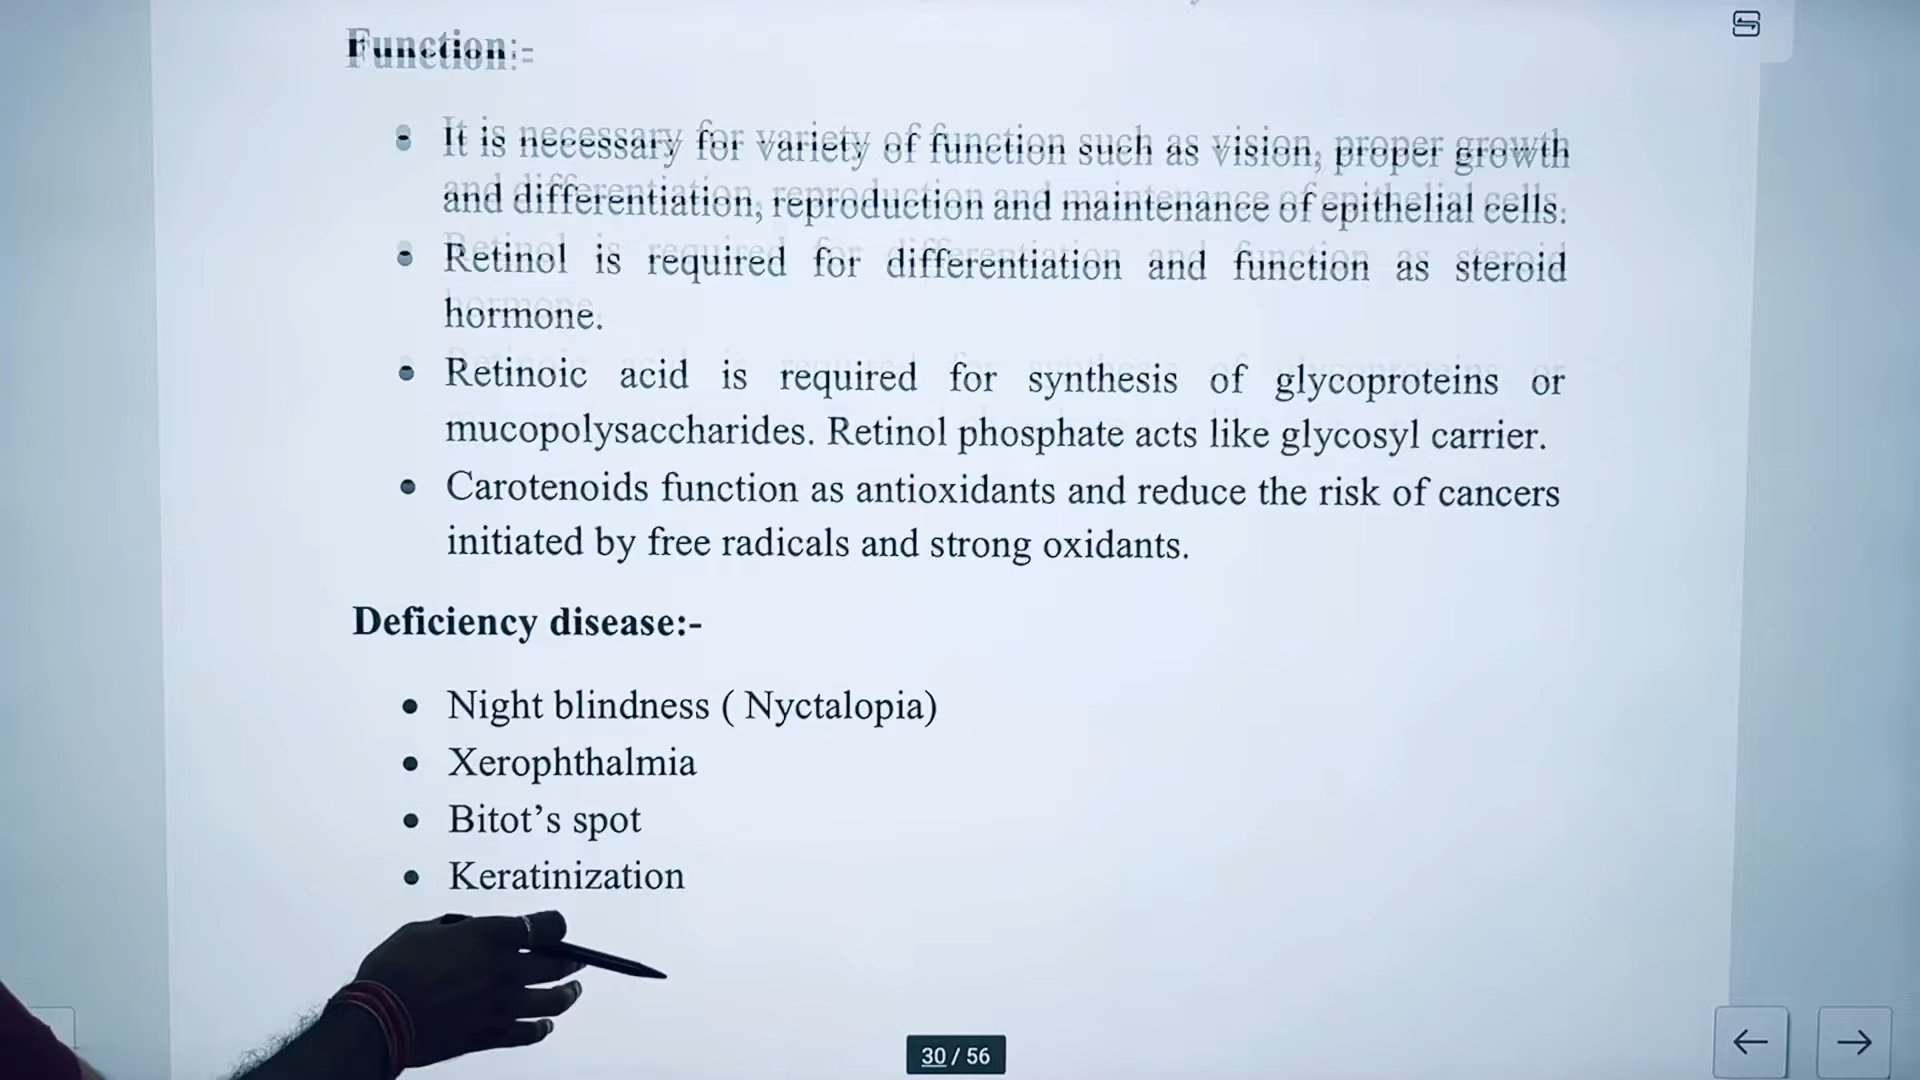 Function:-
• It is necessary for variety of function such as vision, proper growth
and differentiation, reproduction and maintenance of epithelial cells.
• Retinol is required for differentiation and function as steroid
hormone.
• Retinoic acid is required for synthesis of glycoproteins or
mucopolysaccharides. Retinol phosphate acts like glycosyl carrier.
• Carotenoids function as antioxidants and reduce the risk of cancers
initiated by free radicals and strong oxidants.
Deficiency disease:-
• Night blindness ( Nyctalopia)
• Xerophthalmia
• Bitot’s spot
• Keratinization
30 / 56